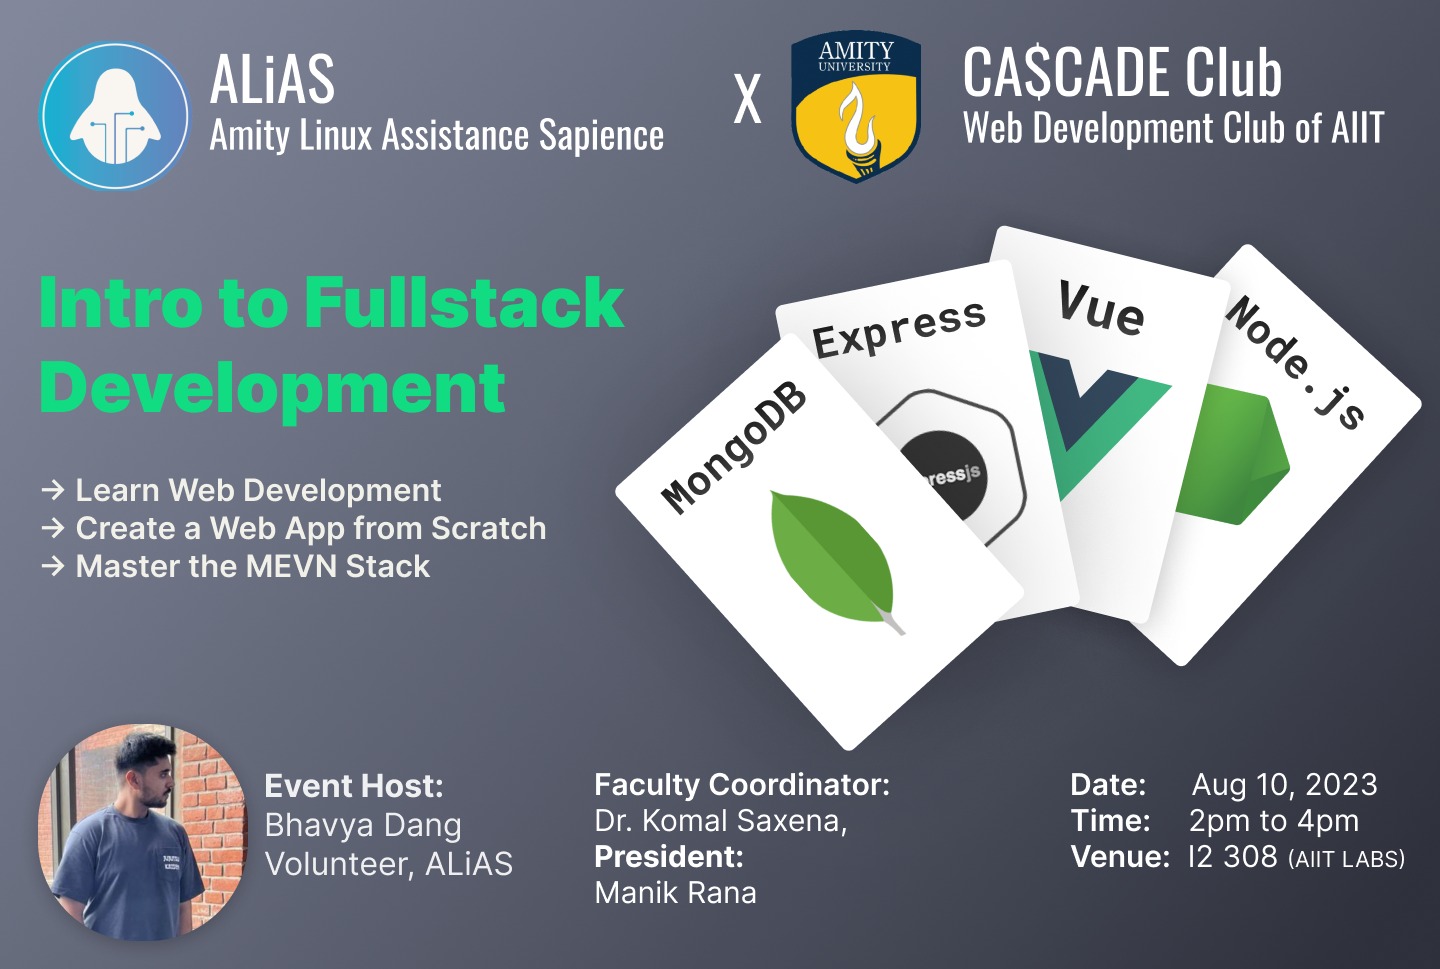 ALiAS
Amity Linux Assistance Sapience
X
AMITY
UNIVERSITY
CA$CADE Club
Web Development Club of AIIT
Intro to Fullstack
Development
→ Learn Web Development
→ Create a Web App from Scratch
→ Master the MEVN Stack
MongoDB
Express
pressjs
Vue
Node.js
Event Host:
Bhavya Dang
Volunteer, ALiAS
Faculty Coordinator:
Dr. Komal Saxena,
President:
Manik Rana
Date: Aug 10, 2023
Time: 2pm to 4pm
Venue: I2 308 (AIIT LABS)